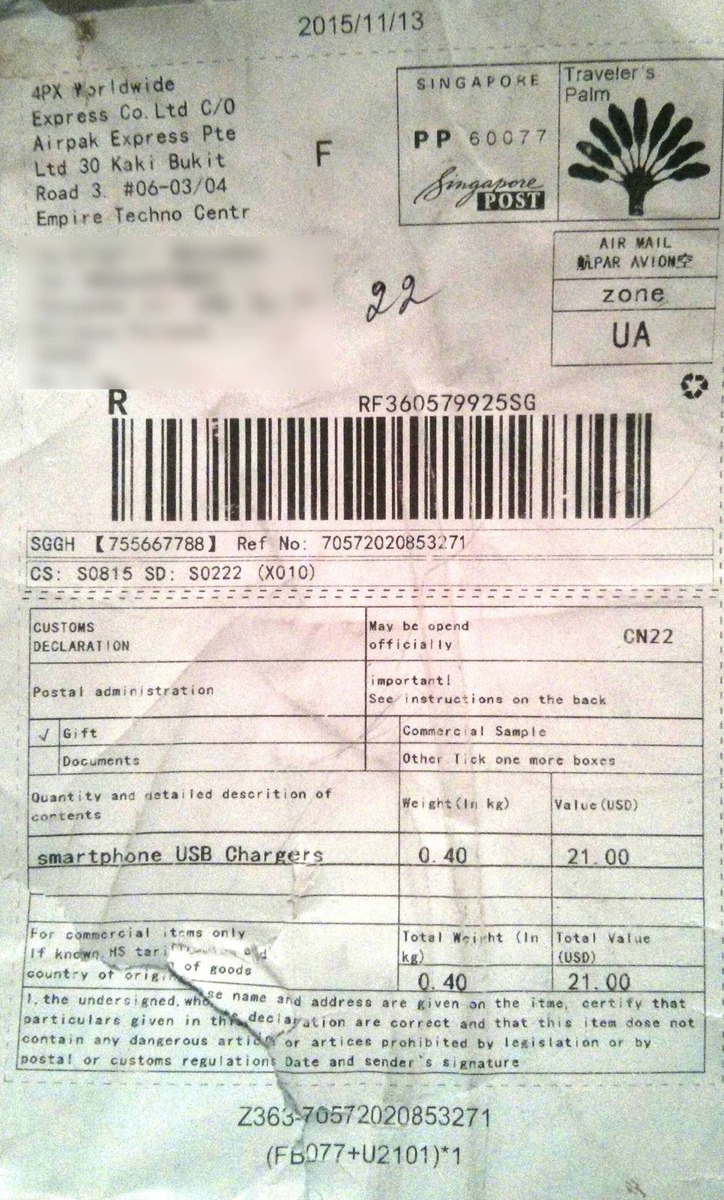 2015/11/13
4PX Worldwide
Express Co.Ltd C/O
Airpak Express Pte
Ltd 30 Kaki Bukit
Road 3. #06-03/04
Empire Techno Centr
F
SINGAPORE
PP 60077
Singapore
POST
Traveler's
Palm
AIR MAIL
航PAR AVION空
zone
UA
22
R
RF360579925SG
SGGH 【755667788】 Ref No: 70572020853271
CS: S0815 SD: S0222 (X010)
CUSTOMS
DECLARATION
May be opend
officially
CN22
Postal administration
important!
See instructions on the back
√ Gift
Commercial Sample
Documents
Other Tick one more boxes
Quantity and detailed descrition of
contents
Weight(In kg)
Value(USD)
smartphone USB Chargers
0.40
21.00
For commercial items only
If known, HS and
country of origin of goods
Total Weight (In
kg)
Total Value
(USD)
0.40
21.00
I, the undersigned, whose name and address are given on the itme, certify that
particulars given in this declaration are correct and that this item dose not
contain any dangerous artic or artices prohibited by legislation or by
postal or customs regulations Date and sender's signature
Z363-70572020853271
(FB077+U2101)*1